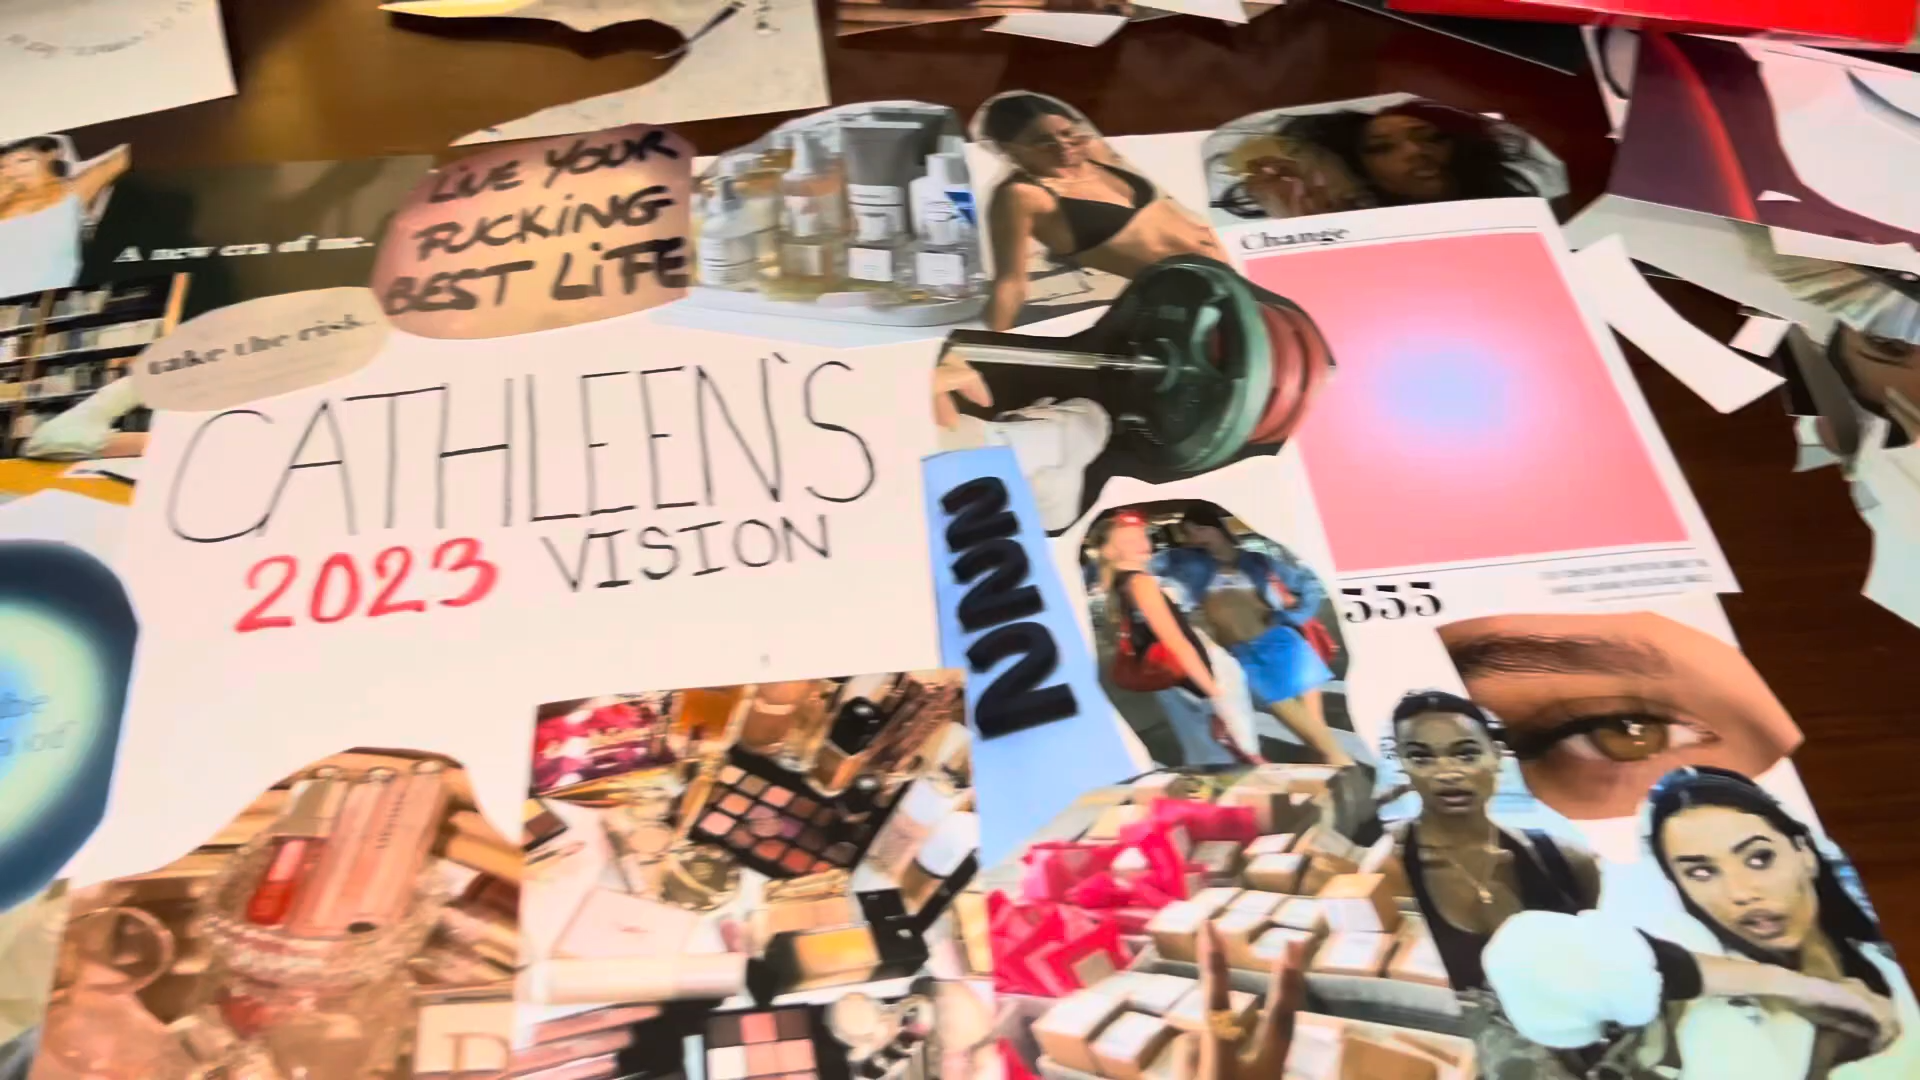 A new era of me.
LIVE YOUR
FUCKING
BEST LIFE
take the risk.
Change
CATHLEEN'S
2023 VISION
222
555